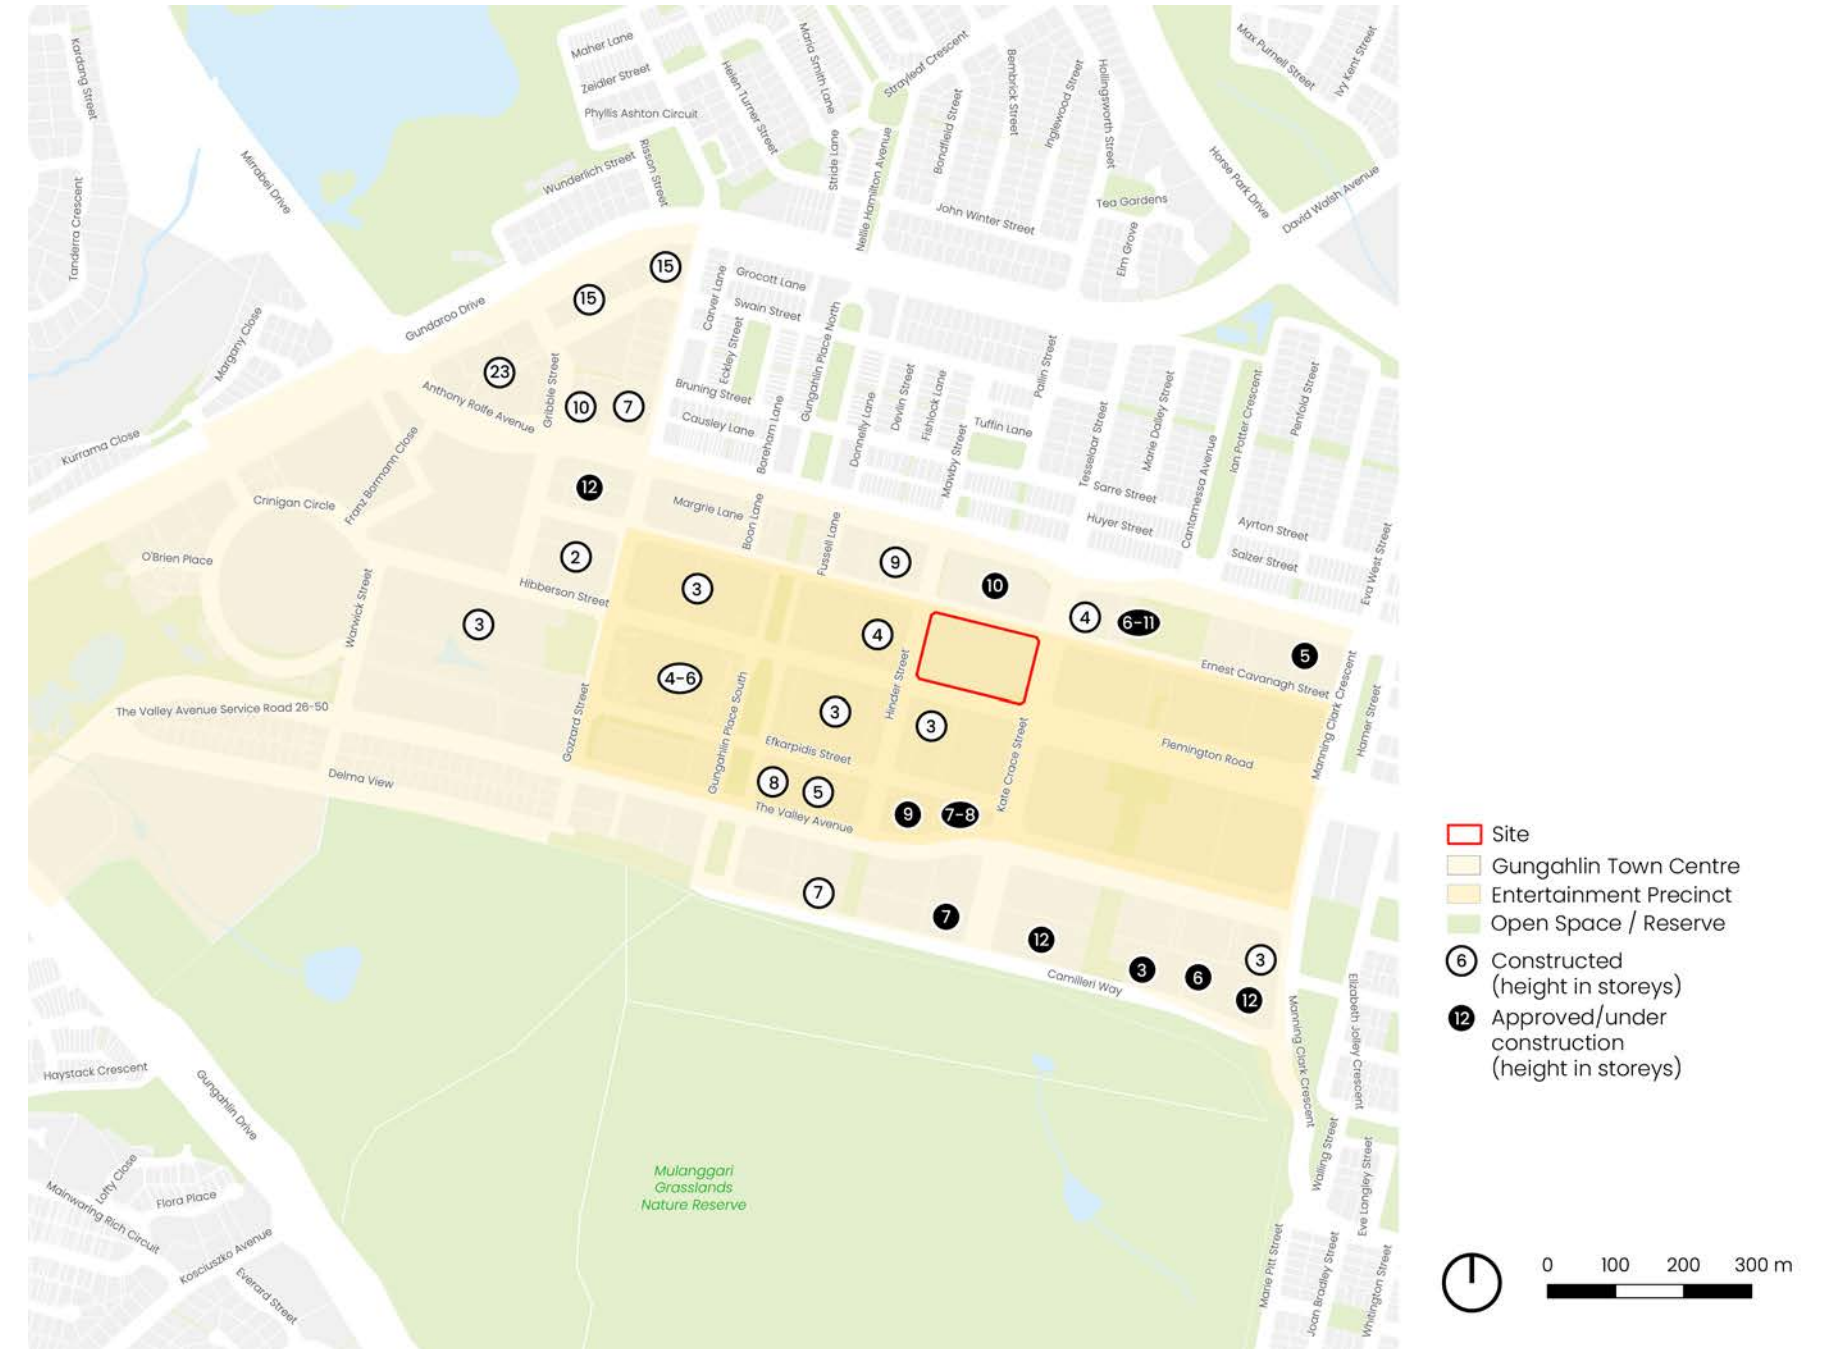 Kardang Street
Maher Lane
Zeidler Street
Phyllis Ashton Circuit
Helen Turner Street
Maria Smith Lane
Strayleaf Crescent
Bembrick Street
Inglewood Street
Hollingsworth Street
Max Purnell Street
Ivy Kent Street
Tanderra Crescent
Mirrabei Drive
Wunderlich Street
Risson Street
Stride Lane
Nellie Hamilton Avenue
Bondfield Street
John Winter Street
Tea Gardens
Elm Grove
Horse Park Drive
David Walsh Avenue
Margany Close
Gundaroo Drive
15
15
Carver Lane
Grocott Lane
Swain Street
Eckley Street
Gungahlin Place North
Pallin Street
23
Anthony Rolfe Avenue
Gribble Street
10
7
Bruning Street
Causley Lane
Boreham Lane
Donnelly Lane
Devlin Street
Fishlock Lane
Mawby Street
Tuffin Lane
Tesselaar Street
Marie Dalley Street
Cantamessa Avenue
Ian Potter Crescent
Penfold Street
Kurrama Close
Crinigan Circle
Franz Bormann Close
12
Margrie Lane
Boon Lane
Fussell Lane
Sarre Street
Huyer Street
Ayrton Street
Salzer Street
Eva West Street
O'Brien Place
Warwick Street
2
Hibberson Street
3
3
9
10
4
4
6-11
5
Ernest Cavanagh Street
Manning Clark Crescent
Hamer Street
4-6
Gungahlin Place South
Gozzard Street
3
Hinder Street
3
Kate Crace Street
Flemington Road
The Valley Avenue Service Road 26-50
Delma View
Efkarpidis Street
8
5
The Valley Avenue
9
7-8
7
7
12
Camilleri Way
3
6
3
12
Manning Clark Crescent
Elizabeth Jolley Crescent
Haystack Crescent
Gungahlin Drive
Lofty Close
Flora Place
Mainwaring Rich Circuit
Kosciuszko Avenue
Everard Street
Mulanggari
Grasslands
Nature Reserve
Walling Street
Eve Langley Street
Marie Pitt Street
Joan Bradley Street
Whitington Street
Site
Gungahlin Town Centre
Entertainment Precinct
Open Space / Reserve
6
Constructed
(height in storeys)
12
Approved/under
construction
(height in storeys)
0 100 200 300 m